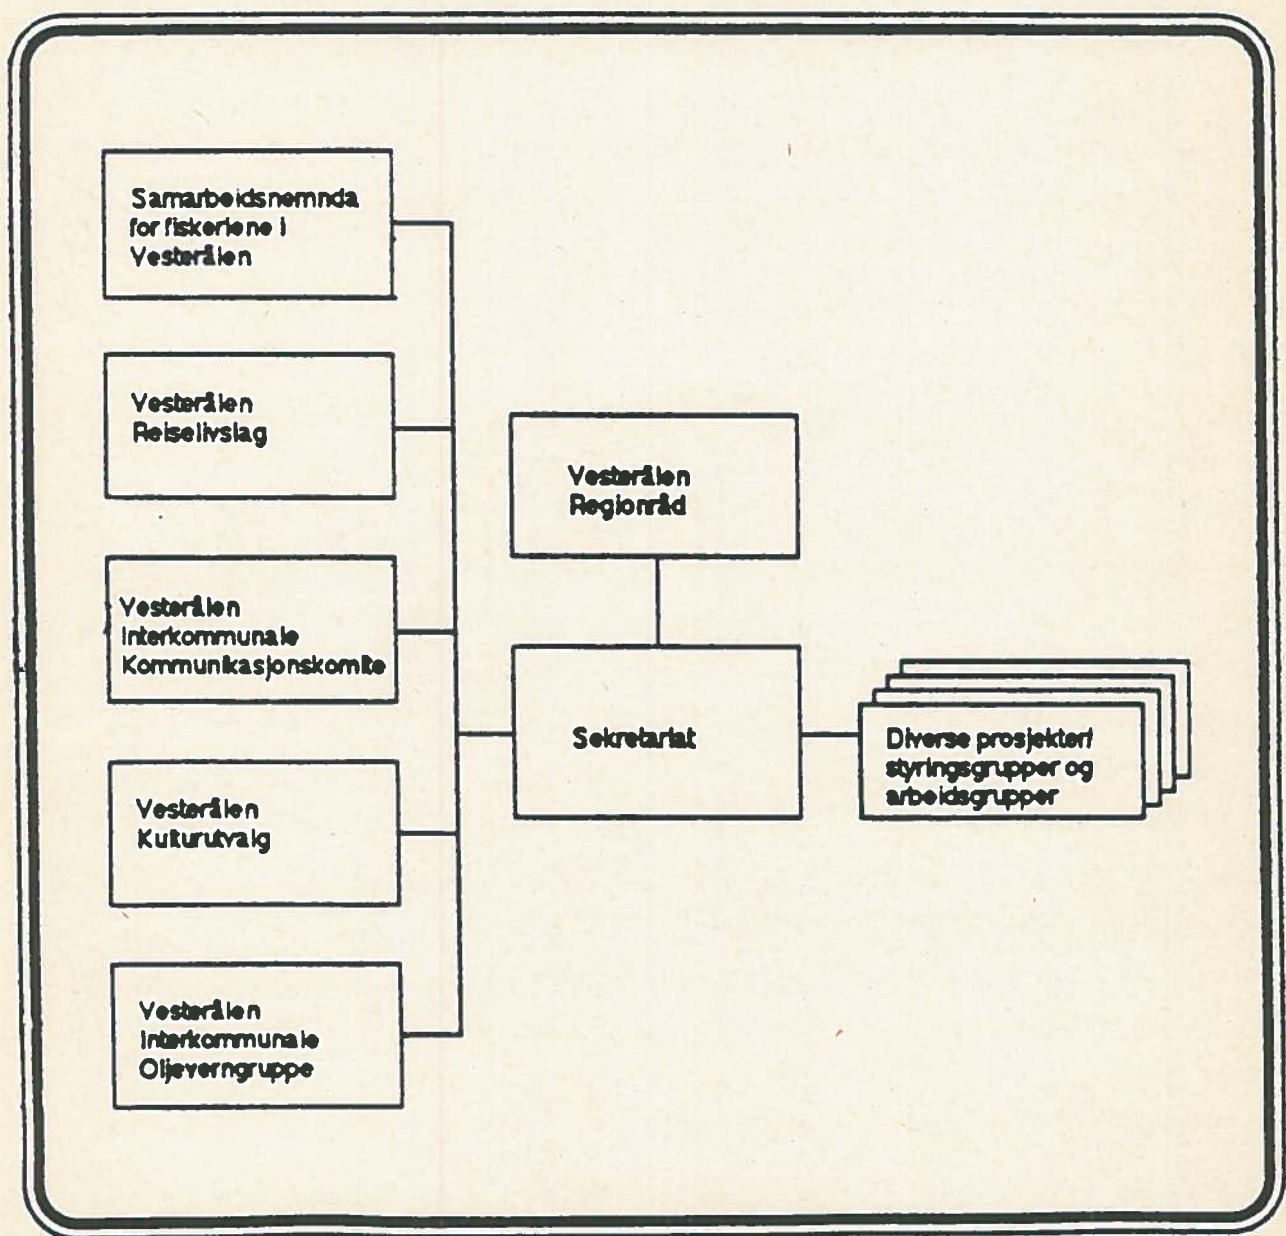 Samarbeidsnemnda
for fiskeriene i
Vesterålen
Vesterålen
Reiselivslag
Vesterålen
Interkommunale
Kommunikasjonskomite
Vesterålen
Kulturutvalg
Vesterålen
Interkommunale
Oljeverngruppe
Vesterålen
Regionråd
Sekretariat
Diverse prosjekter/
styringsgrupper og
arbeidsgrupper